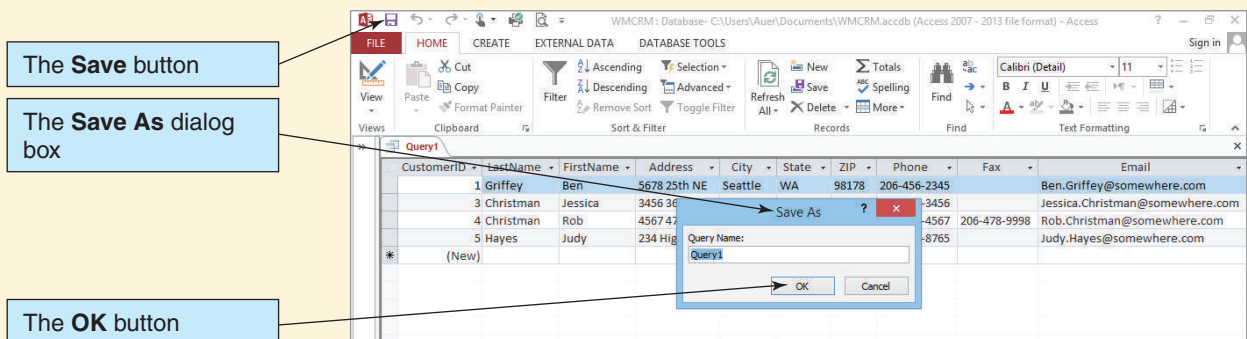 WMCRM : Database- C:\Users\Auer\Documents\WMCRM.accdb (Access 2007 - 2013 file format) - Access
FILE HOME CREATE EXTERNAL DATA DATABASE TOOLS Sign in
The Save button
The Save As dialog box
The OK button
View
Paste
Cut
Copy
Format Painter
Filter
Ascending
Descending
Remove Sort
Selection
Advanced
Toggle Filter
Refresh All
New
Save
Delete
Totals
Spelling
More
Find
Calibri (Detail) 11
B I U
Views Clipboard Sort & Filter Records Find Text Formatting
Query1
CustomerID LastName FirstName Address City State ZIP Phone Fax Email
1 Griffey Ben 5678 25th NE Seattle WA 98178 206-456-2345 Ben.Griffey@somewhere.com
3 Christman Jessica 3456 36 -3456 Jessica.Christman@somewhere.com
4 Christman Rob 4567 47 -4567 206-478-9998 Rob.Christman@somewhere.com
5 Hayes Judy 234 Hig -8765 Judy.Hayes@somewhere.com
(New)
Save As
Query Name:
Query1
OK Cancel